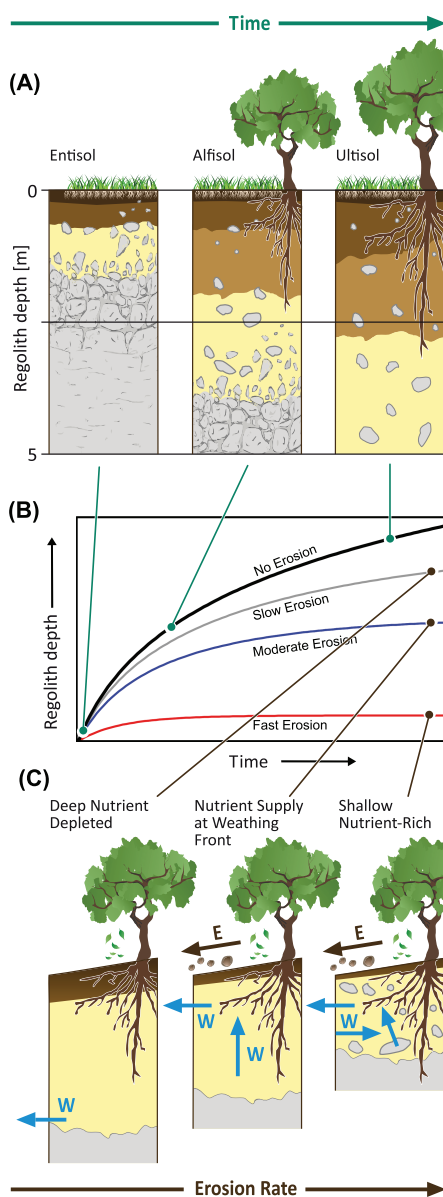 Time
(A)
Entisol
Alfisol
Ultisol
0
Regolith depth [m]
5
(B)
Regolith depth
No Erosion
Slow Erosion
Moderate Erosion
Fast Erosion
Time
(C)
Deep Nutrient
Depleted
Nutrient Supply
at Weathing
Front
Shallow
Nutrient-Rich
E
E
W
W
W
W
W
Erosion Rate